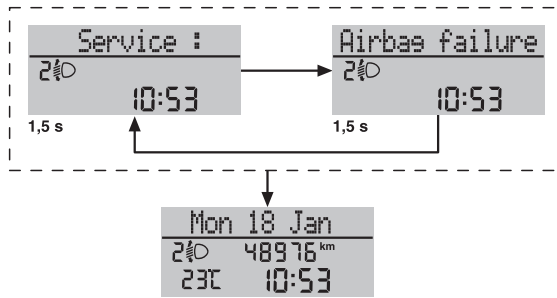 Service :
2
10:53
1,5 s
Airbag failure
2
10:53
1,5 s
Mon 18 Jan
2 48976 km
23℃ 10:53